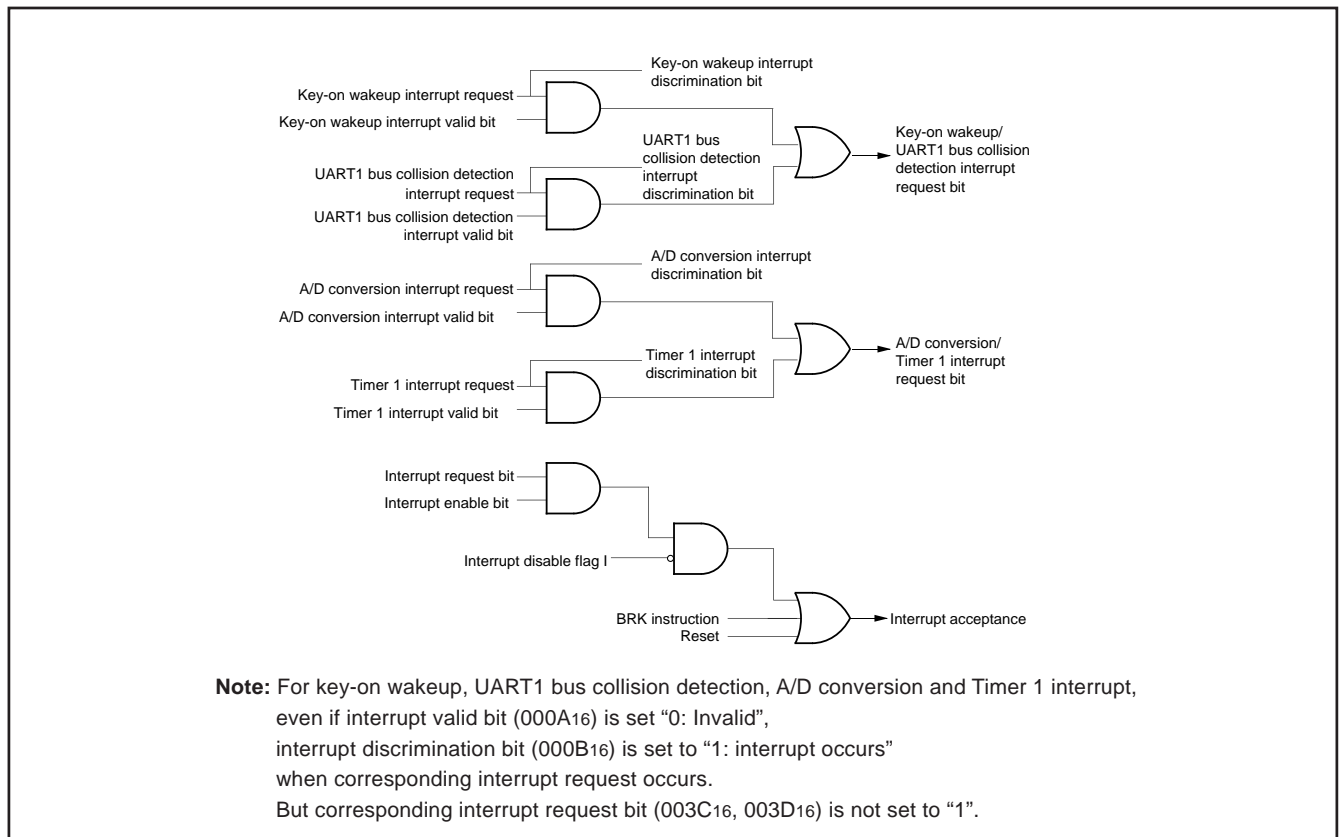 Key-on wakeup interrupt
discrimination bit
Key-on wakeup interrupt request
Key-on wakeup interrupt valid bit
Key-on wakeup/
UART1 bus collision
detection interrupt
request bit
UART1 bus
collision detection
interrupt
discrimination bit
UART1 bus collision detection
interrupt request
UART1 bus collision detection
interrupt valid bit
A/D conversion interrupt
discrimination bit
A/D conversion interrupt request
A/D conversion interrupt valid bit
A/D conversion/
Timer 1 interrupt
request bit
Timer 1 interrupt
discrimination bit
Timer 1 interrupt request
Timer 1 interrupt valid bit
Interrupt request bit
Interrupt enable bit
Interrupt disable flag I
BRK instruction
Reset
Interrupt acceptance
Note: For key-on wakeup, UART1 bus collision detection, A/D conversion and Timer 1 interrupt,
even if interrupt valid bit (000A16) is set “0: Invalid”,
interrupt discrimination bit (000B16) is set to “1: interrupt occurs”
when corresponding interrupt request occurs.
But corresponding interrupt request bit (003C16, 003D16) is not set to “1”.